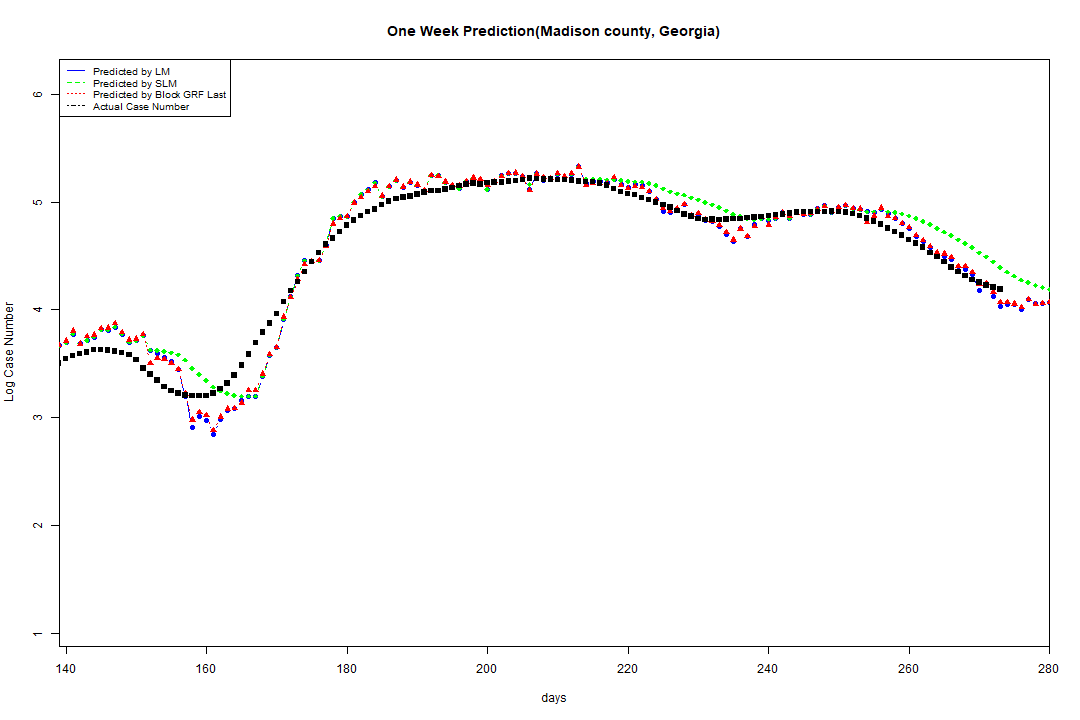 One Week Prediction(Madison county, Georgia)
Predicted by LM
Predicted by SLM
Predicted by Block GRF Last
Actual Case Number
6
5
4
3
2
1
Log Case Number
140 160 180 200 220 240 260 280
days